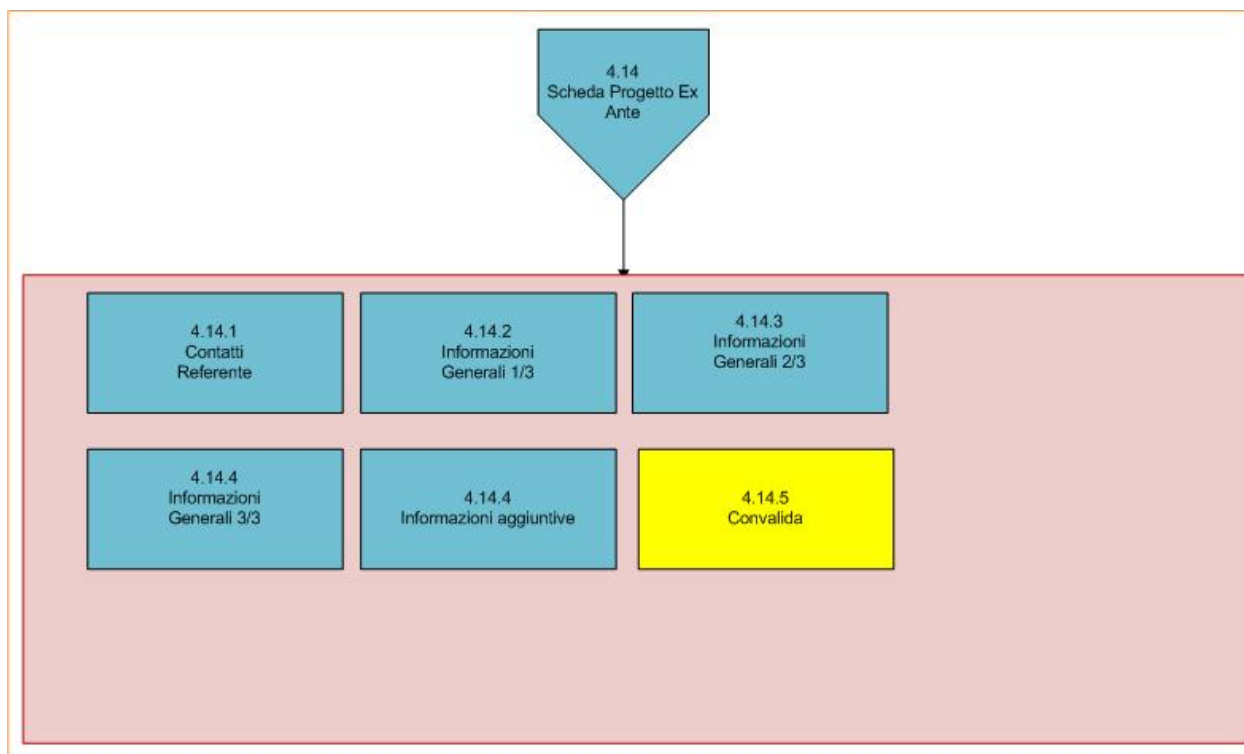 4.14
Scheda Progetto Ex
Ante
4.14.1
Contatti
Referente
4.14.2
Informazioni
Generali 1/3
4.14.3
Informazioni
Generali 2/3
4.14.4
Informazioni
Generali 3/3
4.14.4
Informazioni aggiuntive
4.14.5
Convalida